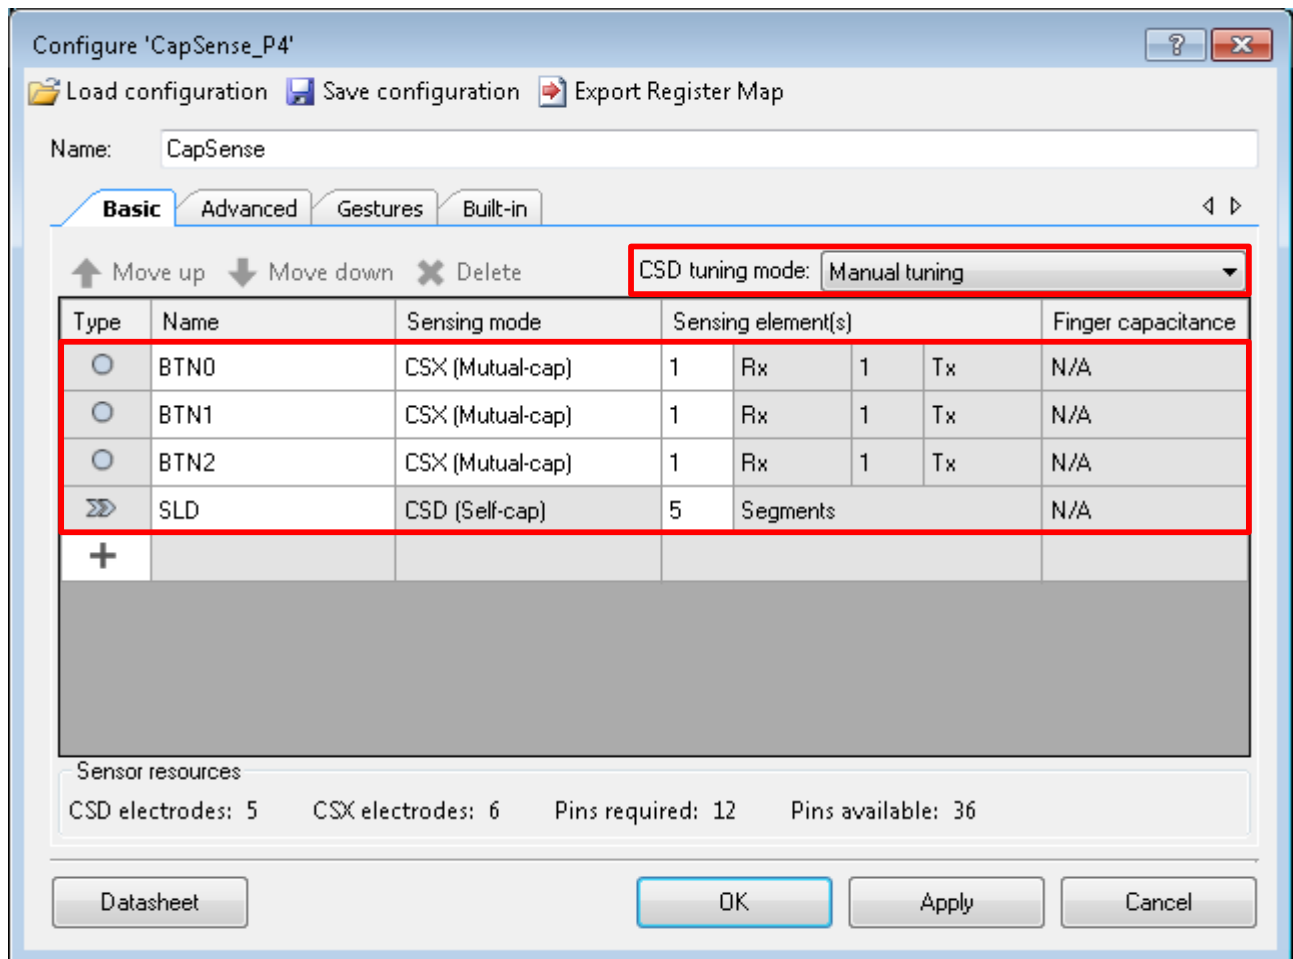 Configure 'CapSense_P4'
Load configuration Save configuration Export Register Map
Name: CapSense
Basic Advanced Gestures Built-in
Move up Move down Delete CSD tuning mode: Manual tuning
Type Name Sensing mode Sensing element(s) Finger capacitance
BTN0 CSX (Mutual-cap) 1 Rx 1 Tx N/A
BTN1 CSX (Mutual-cap) 1 Rx 1 Tx N/A
BTN2 CSX (Mutual-cap) 1 Rx 1 Tx N/A
SLD CSD (Self-cap) 5 Segments N/A
Sensor resources
CSD electrodes: 5 CSX electrodes: 6 Pins required: 12 Pins available: 36
Datasheet OK Apply Cancel